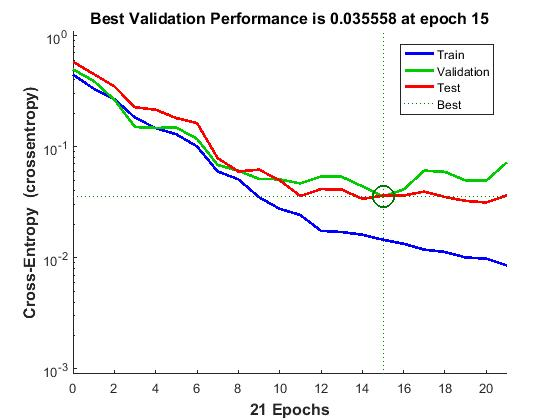 Best Validation Performance is 0.035558 at epoch 15
Cross-Entropy (crossentropy)
10^0
10^-1
10^-2
10^-3
Train
Validation
Test
Best
0 2 4 6 8 10 12 14 16 18 20
21 Epochs